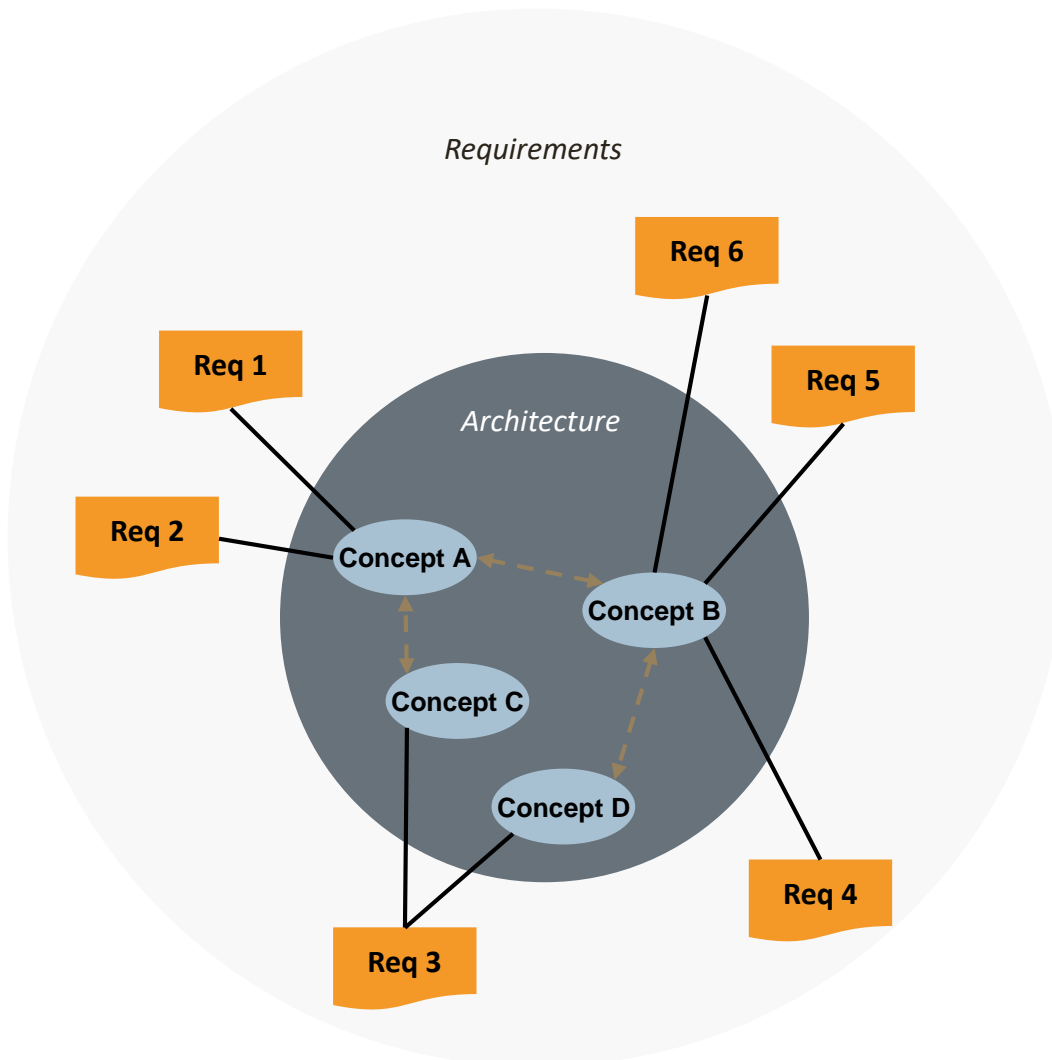 Requirements
Req 6
Req 1
Req 5
Architecture
Req 2
Concept A
Concept B
Concept C
Concept D
Req 4
Req 3